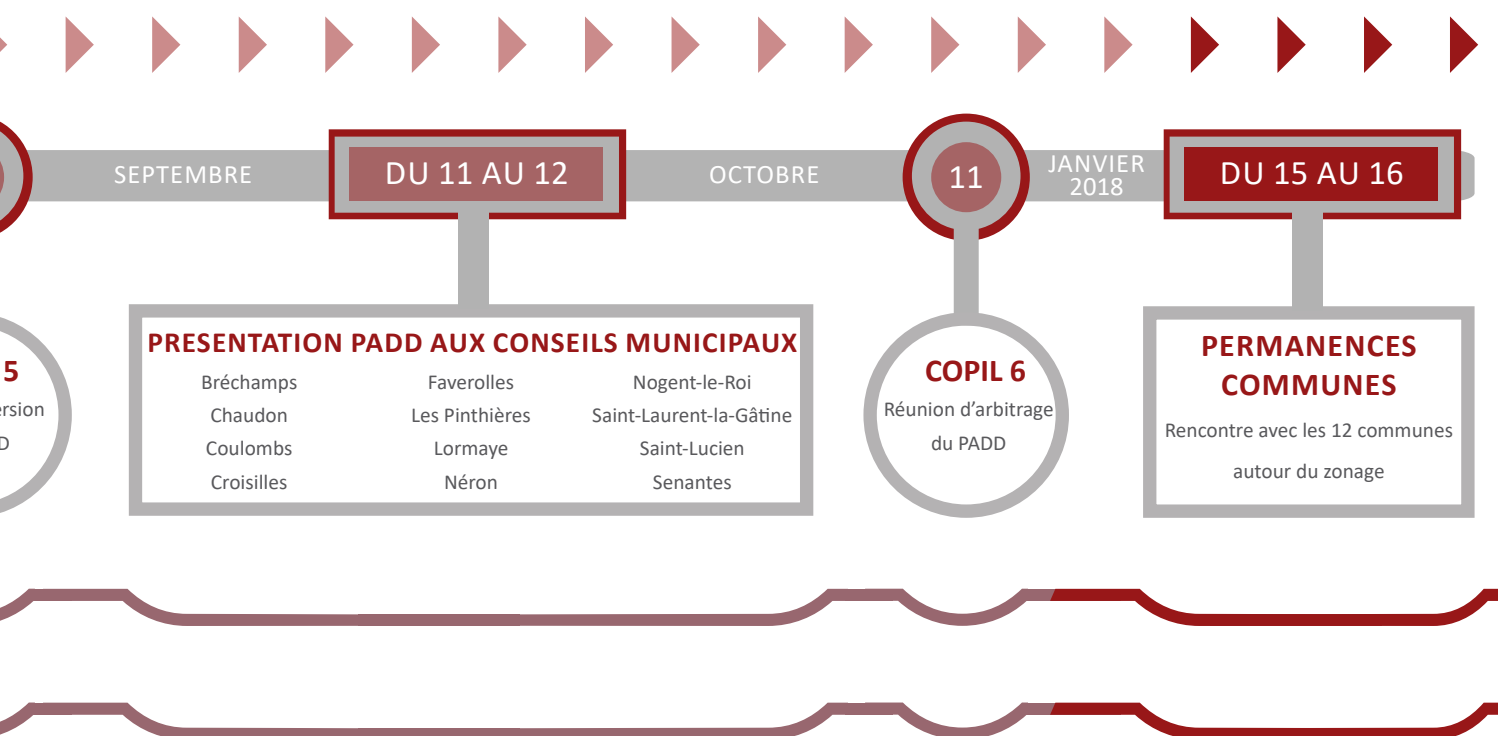 SEPTEMBRE
DU 11 AU 12
OCTOBRE
11
JANVIER
2018
DU 15 AU 16
5
PRESENTATION PADD AUX CONSEILS MUNICIPAUX
Bréchamps
Chaudon
Coulombs
Croisilles
Faverolles
Les Pinthières
Lormaye
Néron
Nogent-le-Roi
Saint-Laurent-la-Gâtine
Saint-Lucien
Senantes
COPIL 6
Réunion d’arbitrage
du PADD
PERMANENCES
COMMUNES
Rencontre avec les 12 communes
autour du zonage